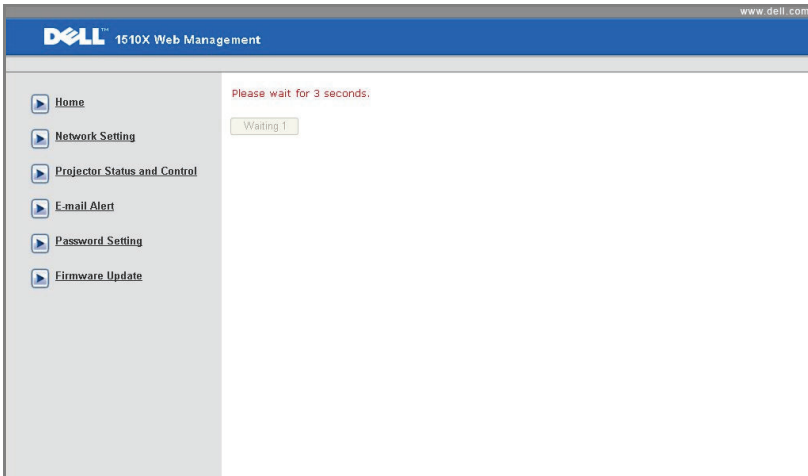 www.dell.com
DELL™ 1510X Web Management
Home
Network Setting
Projector Status and Control
E-mail Alert
Password Setting
Firmware Update
Please wait for 3 seconds.
Waiting 1